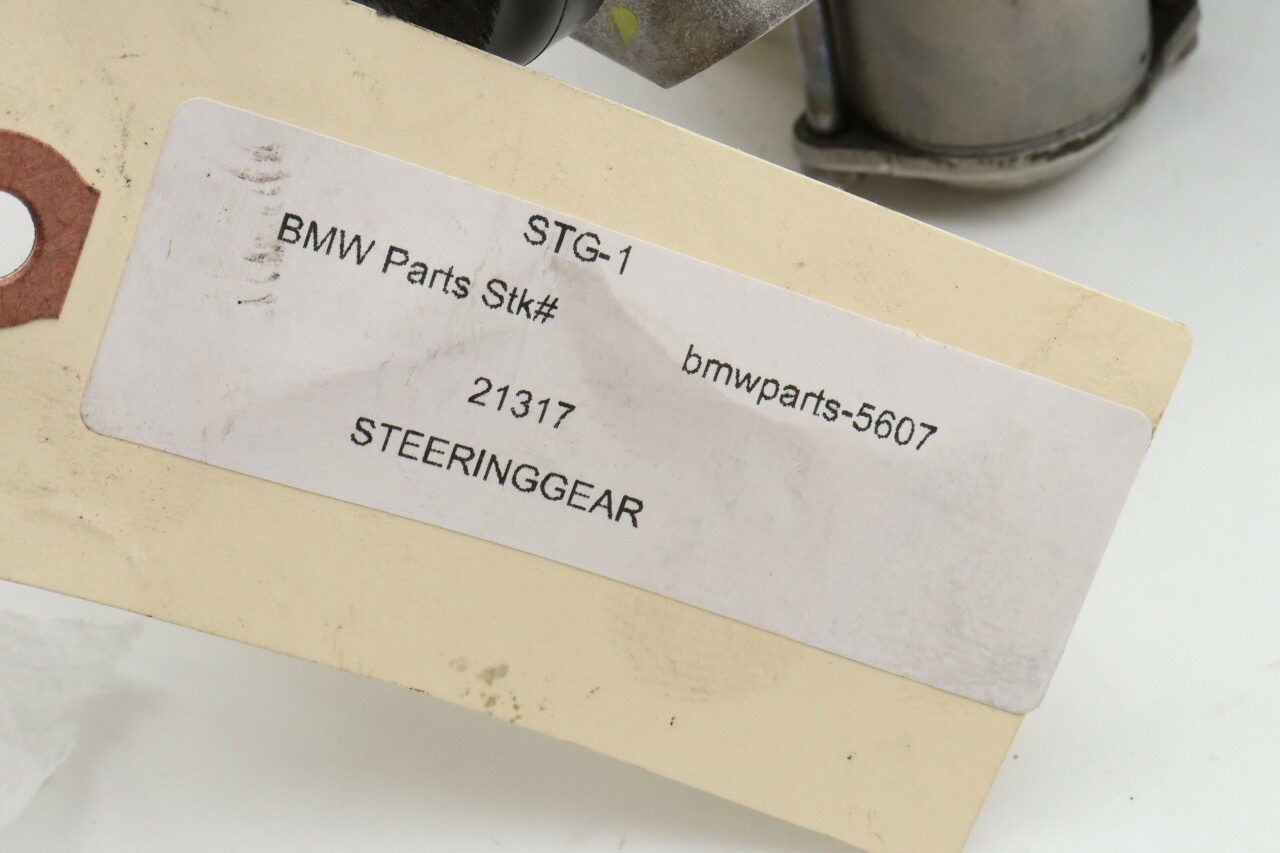 STG-1
BMW Parts Stk#
bmwparts-5607
21317
STEERINGGEAR